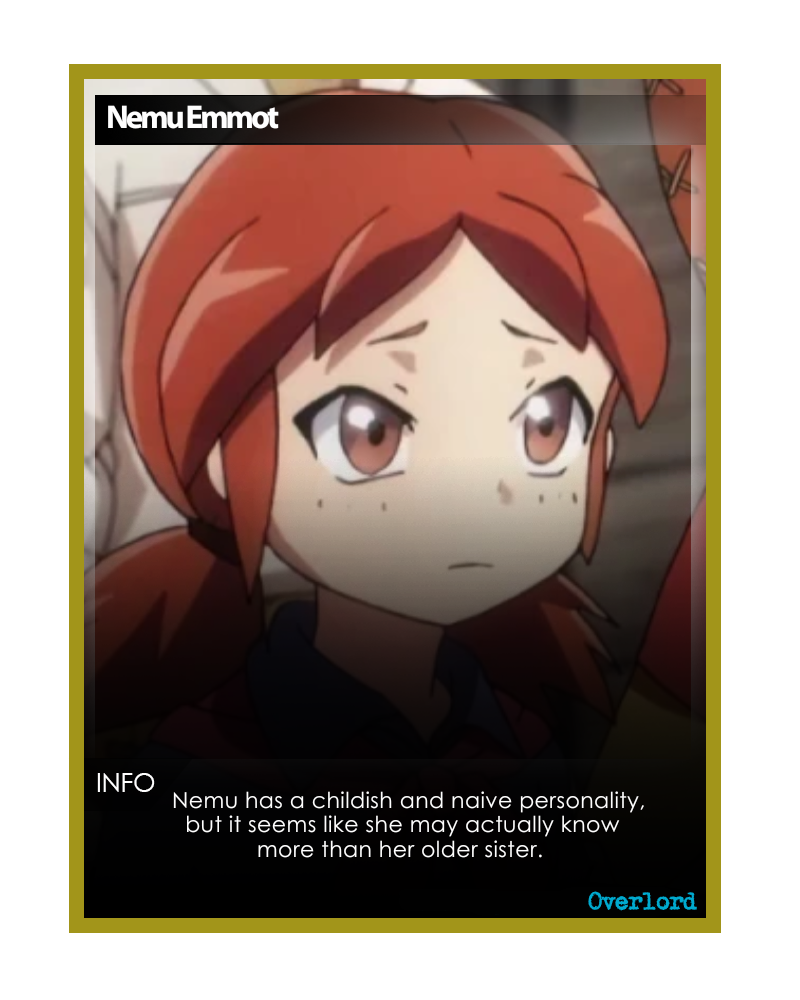 Nemu Emmot
INFO
Nemu has a childish and naive personality,
but it seems like she may actually know
more than her older sister.
Overlord